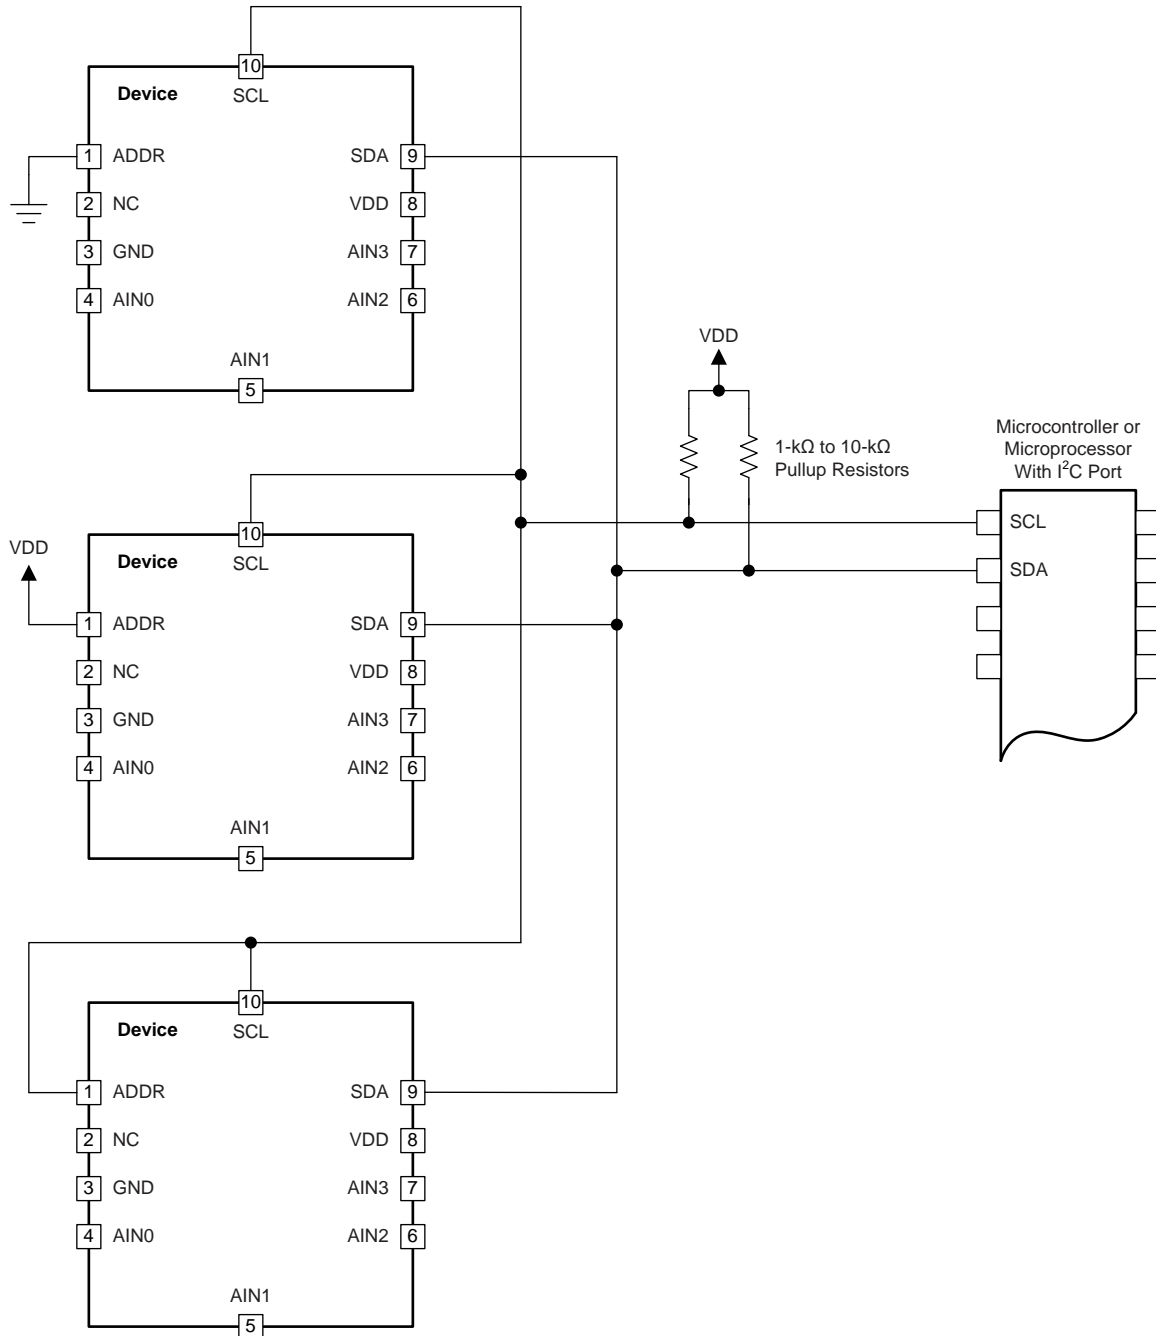 10
Device
SCL
1 ADDR SDA 9
2 NC VDD 8
3 GND AIN3 7
4 AIN0 AIN2 6
AIN1
5
VDD
1-kΩ to 10-kΩ
Pullup Resistors
Microcontroller or
Microprocessor
With I²C Port
SCL
SDA
10
Device
SCL
VDD
1 ADDR SDA 9
2 NC VDD 8
3 GND AIN3 7
4 AIN0 AIN2 6
AIN1
5
10
Device
SCL
1 ADDR SDA 9
2 NC VDD 8
3 GND AIN3 7
4 AIN0 AIN2 6
AIN1
5